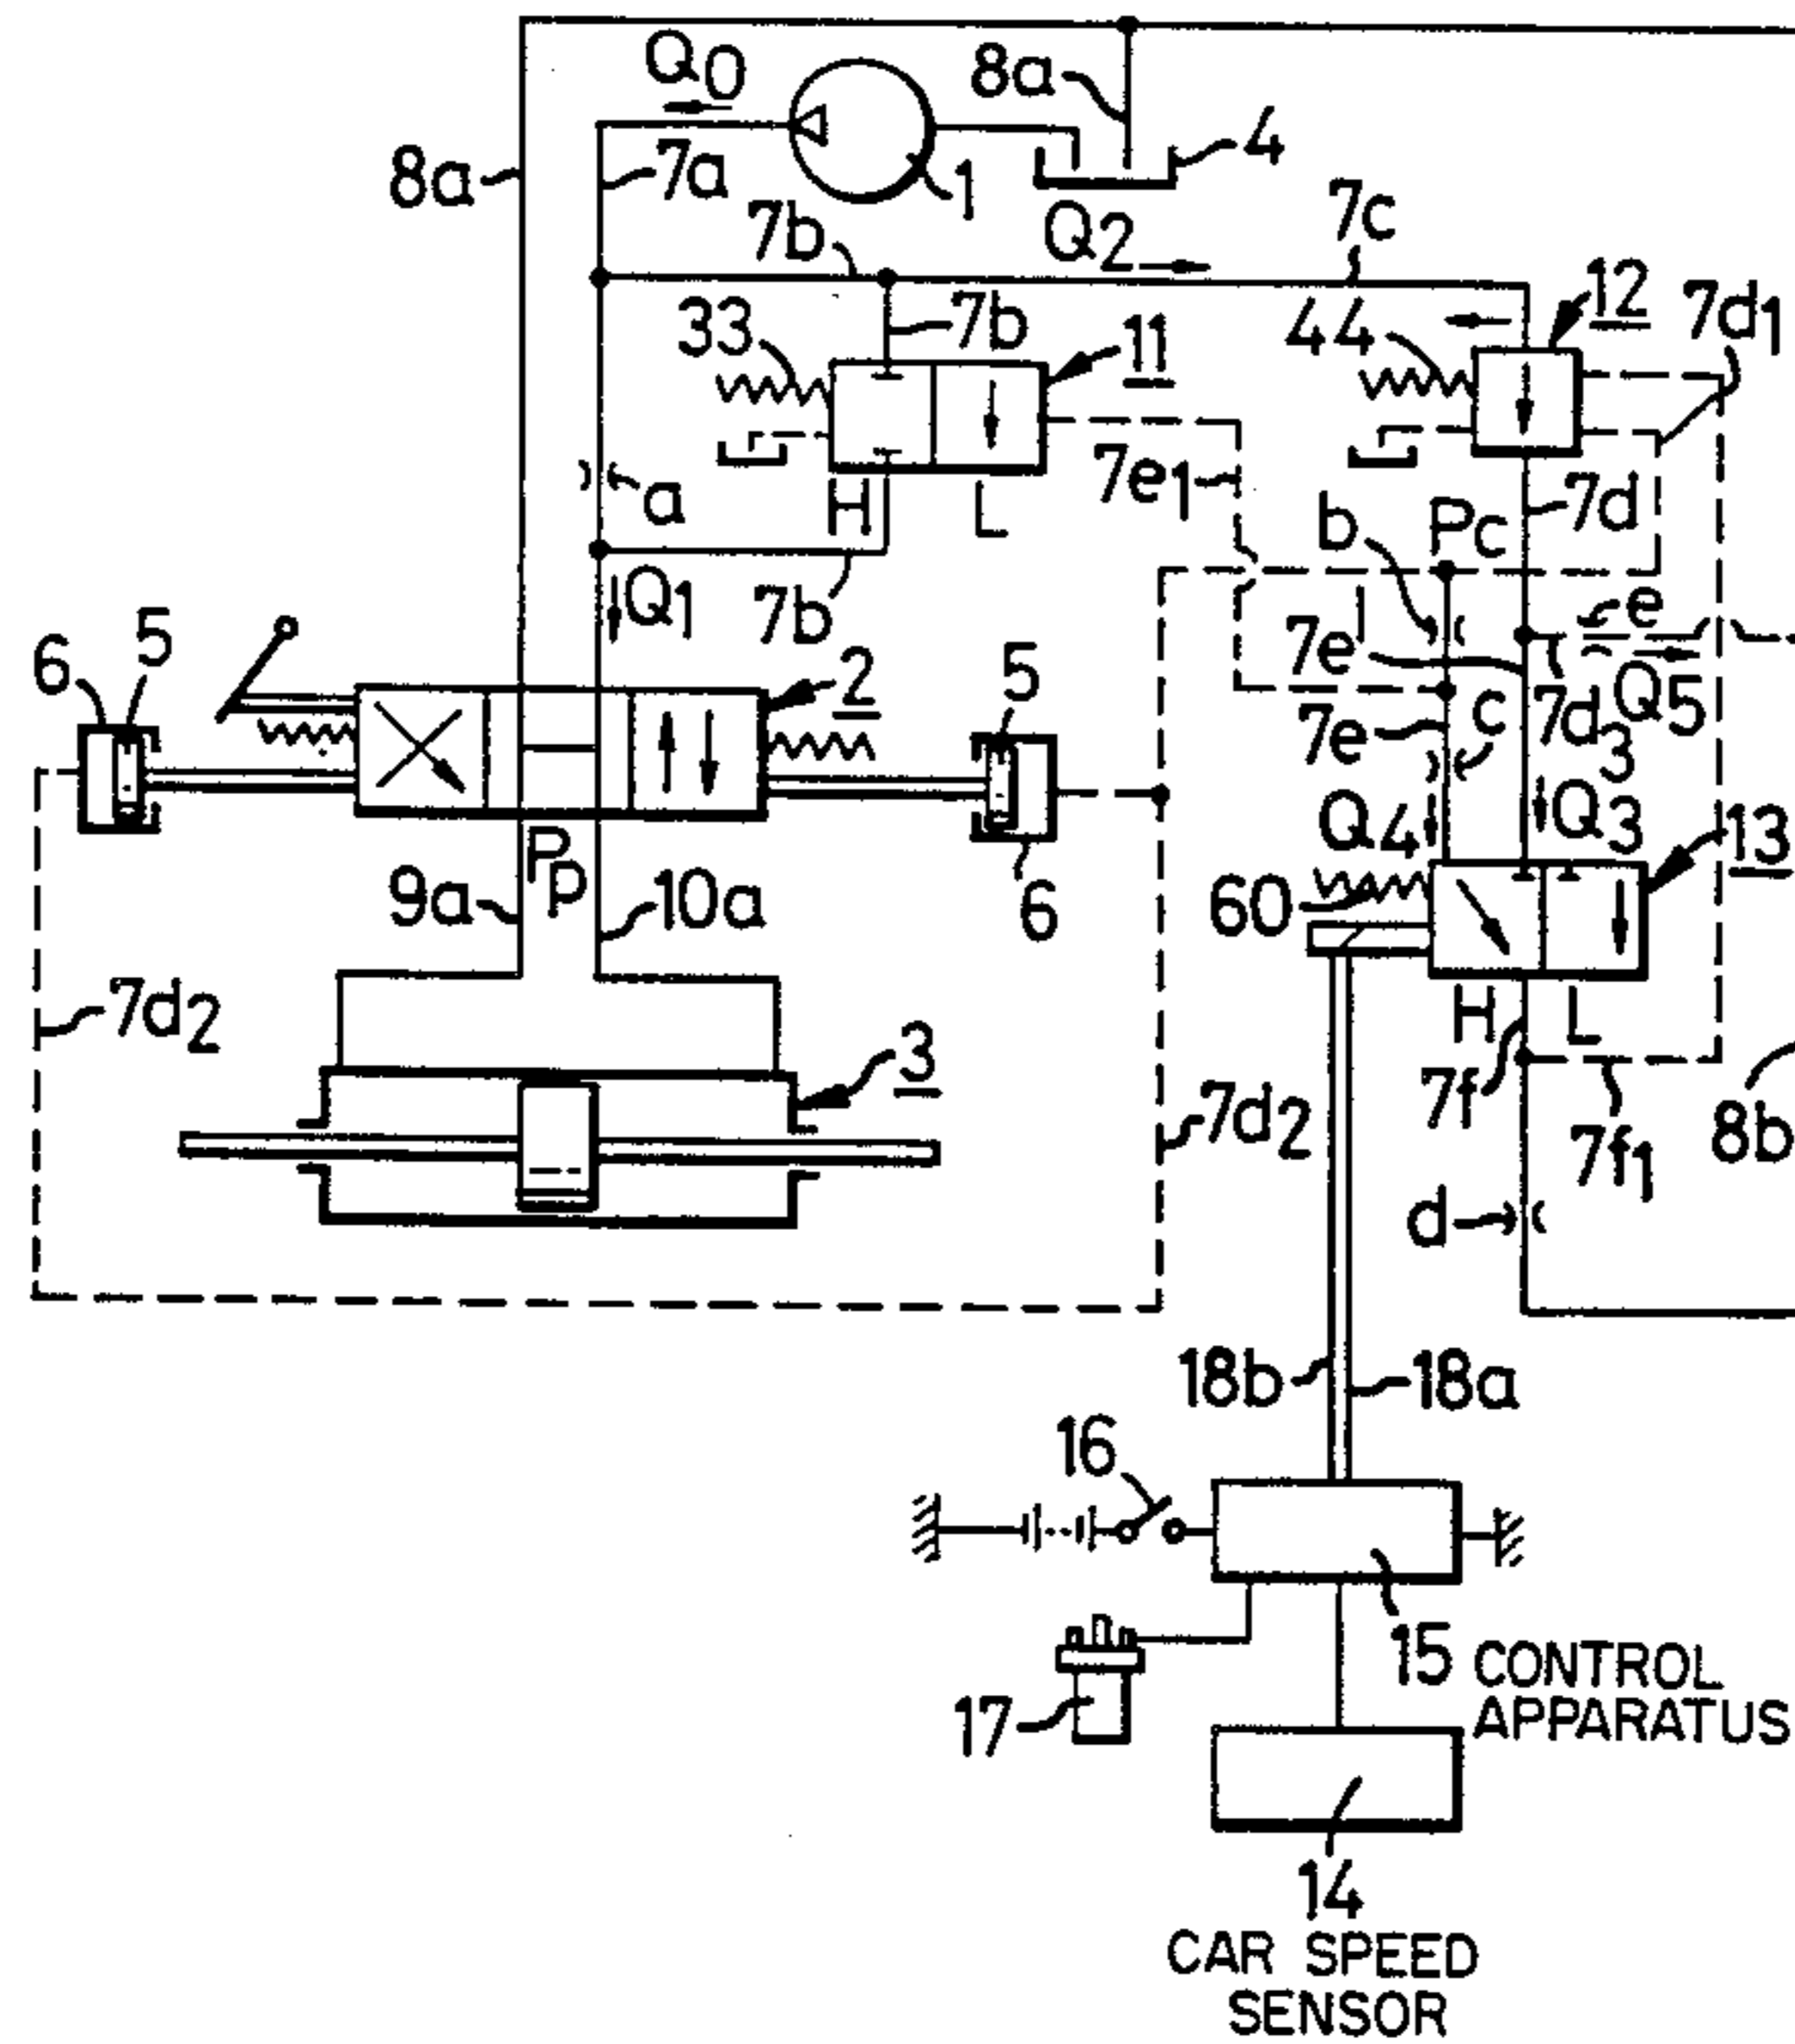 Q0
8a
8a
4
7a
1
7b
Q2
7c
12
7d1
33
7b
11
44
7e1
a
H
L
b
Pc
7d
Q1
7b
7e1
e
6
5
2
5
7e
c
7d3
Q5
Q4
Q3
13
Pp
9a
10a
60
6
7d2
3
H
L
7f
7f1
8b
7d2
d
18b
18a
16
15
CONTROL
APPARATUS
17
14
CAR SPEED
SENSOR